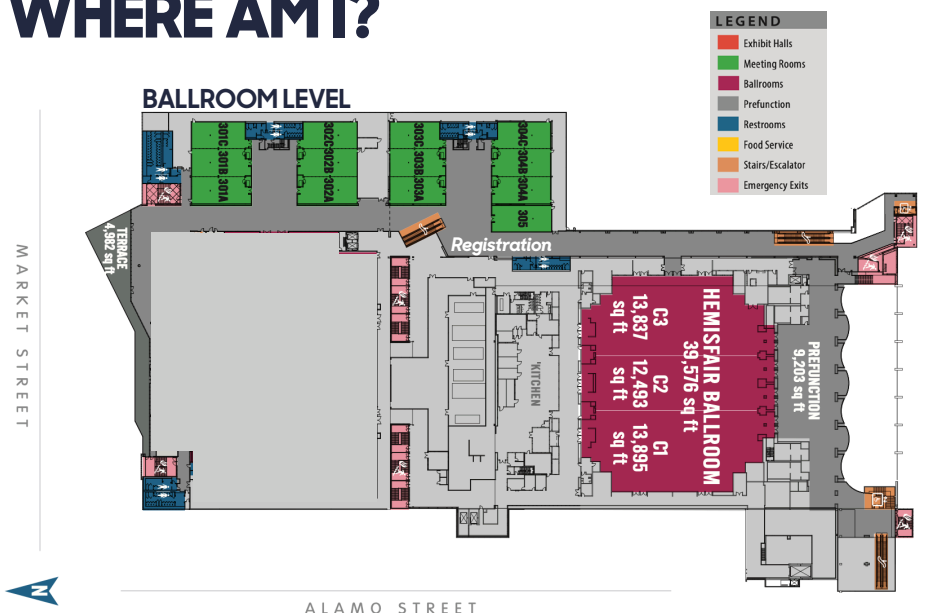 WHERE AM I?
LEGEND
Exhibit Halls
Meeting Rooms
Ballrooms
Prefunction
Restrooms
Food Service
Stairs/Escalator
Emergency Exits
BALLROOM LEVEL
301C 301B 301A
302C 302B 302A
303C 303B 303A
304C 304B 304A
305
Registration
TERRACE
4,982 sq ft
MARKET STREET
'KITCHEN
HEMISFAIR BALLROOM
39,576 sq ft
C3
13,837
sq ft
C2
12,493
sq ft
C1
13,895
sq ft
PREFUNCTION
9,203 sq ft
N
ALAMO STREET